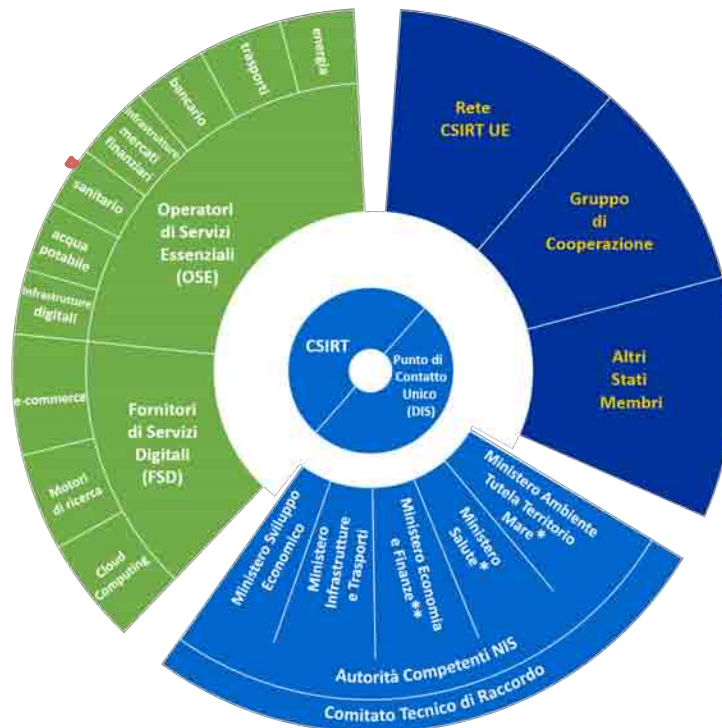 energia
trasporti
bancario
Infrastrutture
mercati
finanziari
sanitario
acqua
potabile
Infrastrutture
digitali
e-commerce
Motori
di ricerca
Cloud
Computing
Operatori
di Servizi
Essenziali
(OSE)
Fornitori
di Servizi
Digitali
(FSD)
Rete
CSIRT UE
Gruppo
di
Cooperazione
Altri
Stati
Membri
CSIRT
Punto di
Contatto
Unico
(DIS)
Ministero Sviluppo
Economico
Ministero
Infrastrutture
e Trasporti
Ministero Economia
e Finanze**
Ministero
Salute*
Ministero Ambiente
Tutela Territorio
Mare*
Autorità Competenti NIS
Comitato Tecnico di Raccordo